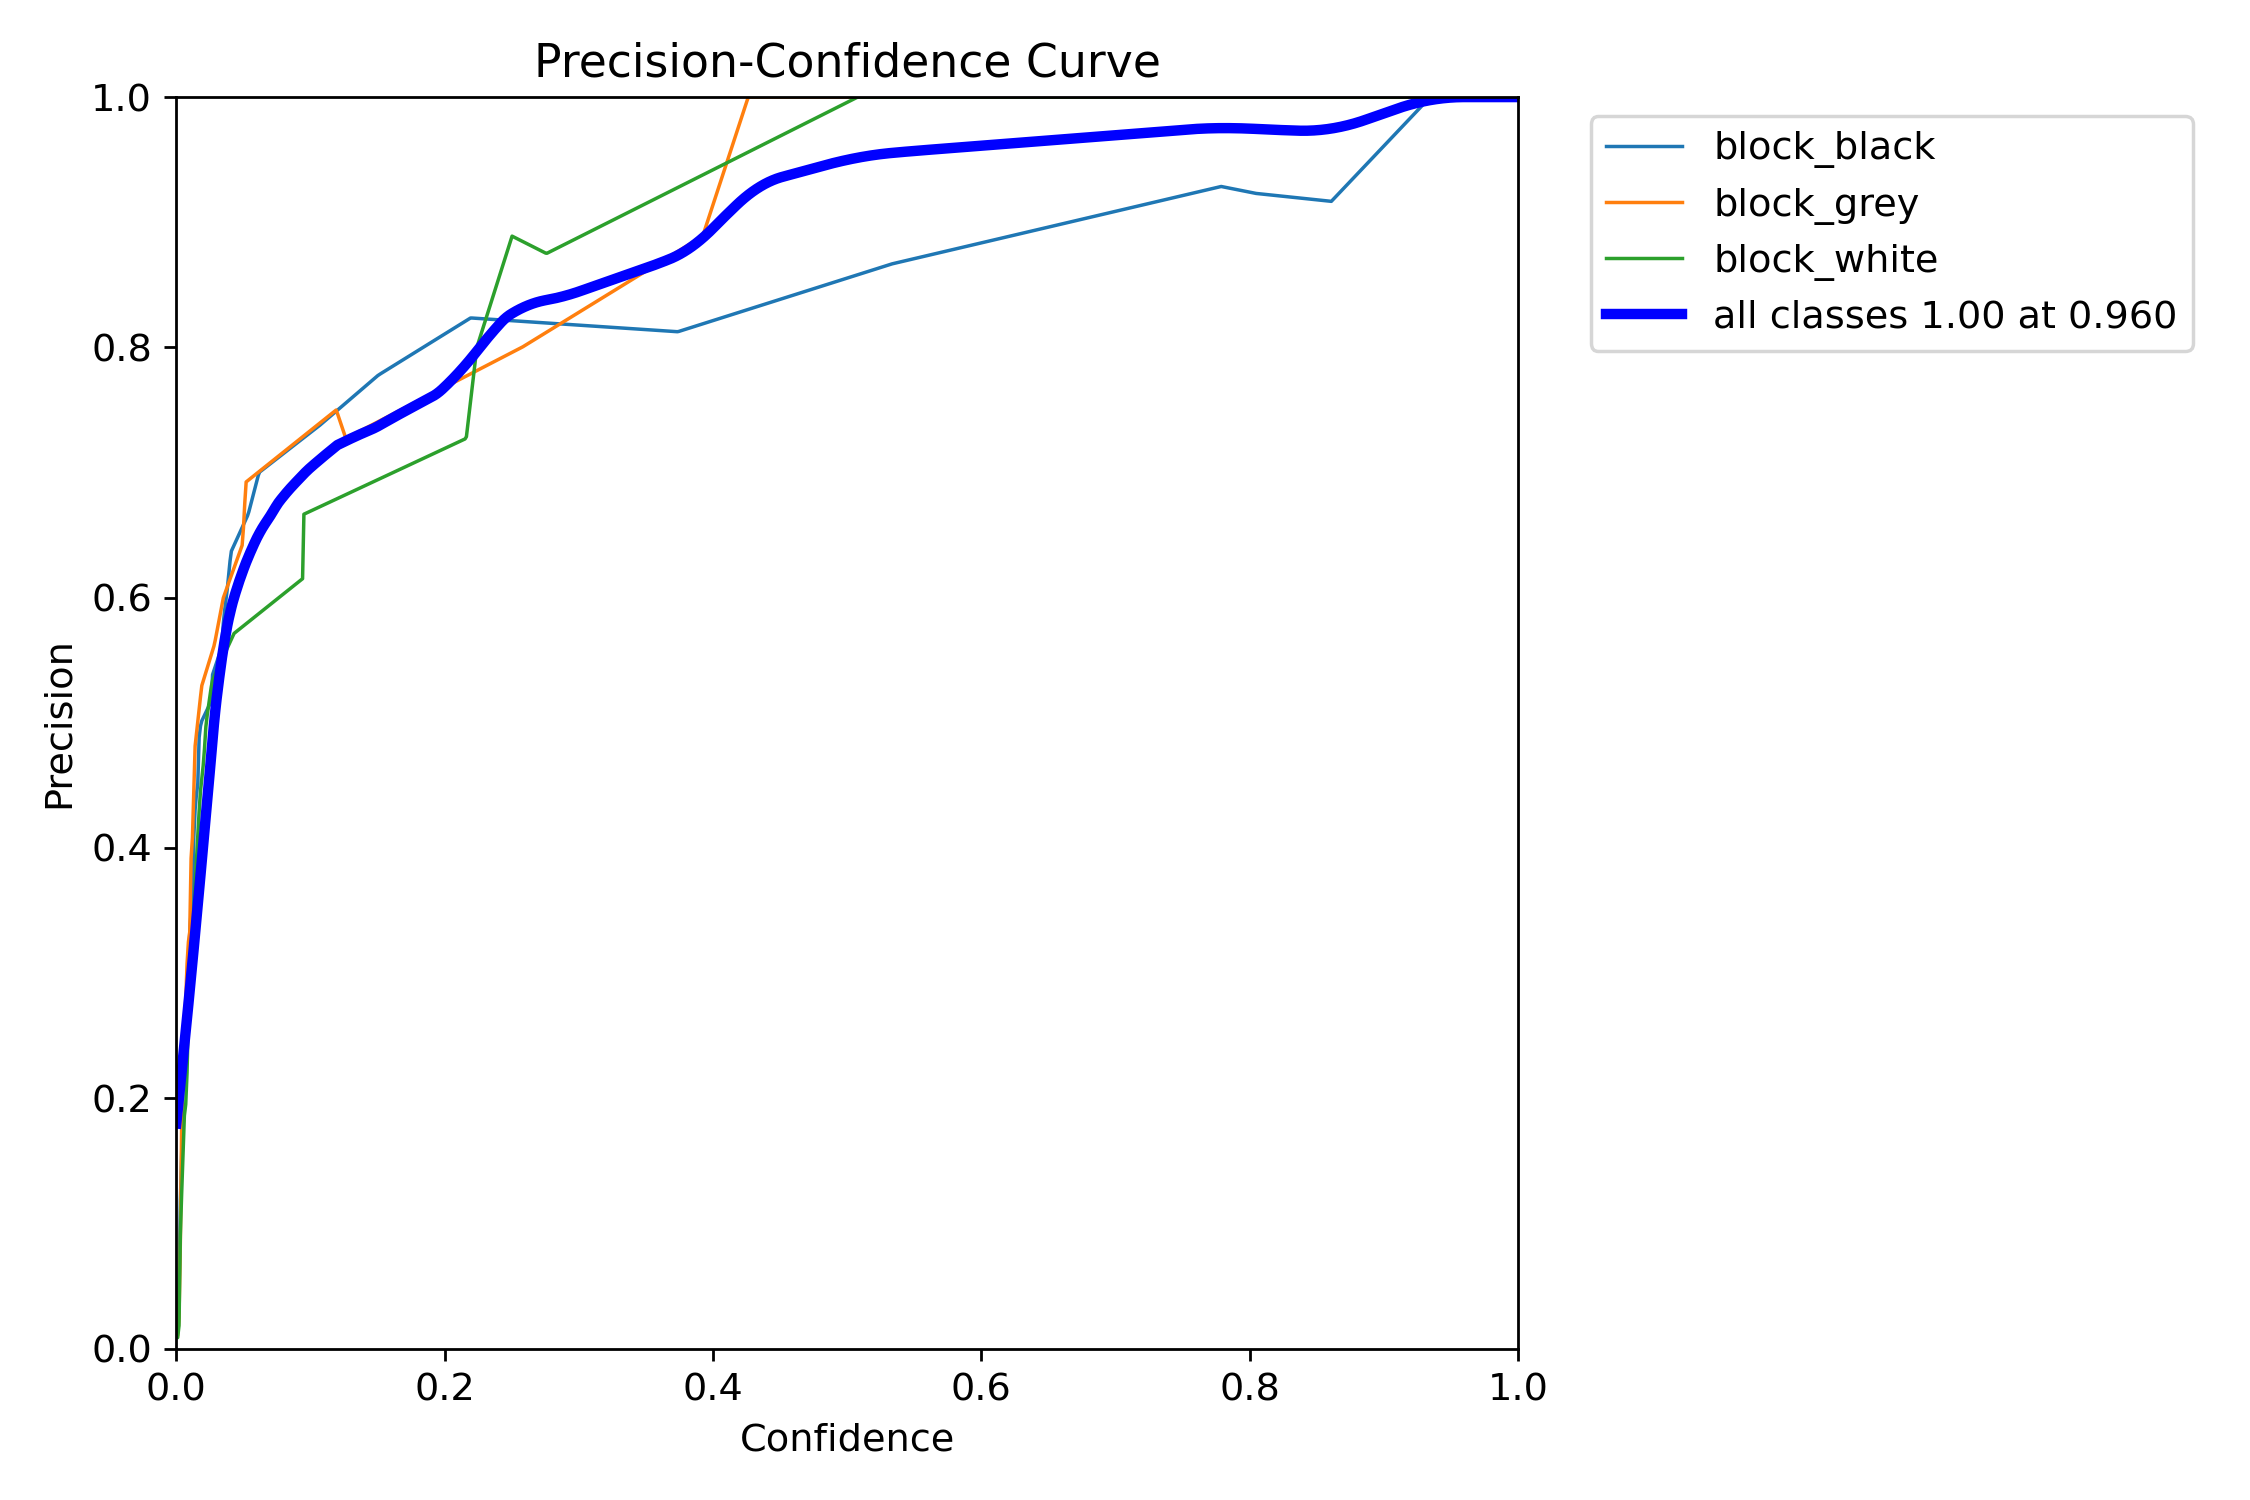 Precision-Confidence Curve
1.0
0.8
0.6
0.4
0.2
0.0
Precision
0.0 0.2 0.4 0.6 0.8 1.0
Confidence
block_black
block_grey
block_white
all classes 1.00 at 0.960